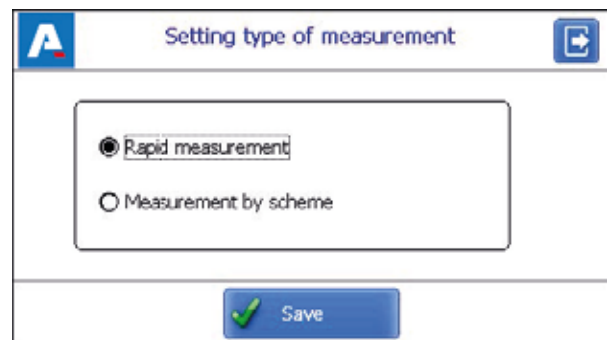 A
Setting type of measurement
Rapid measurement
Measurement by scheme
Save